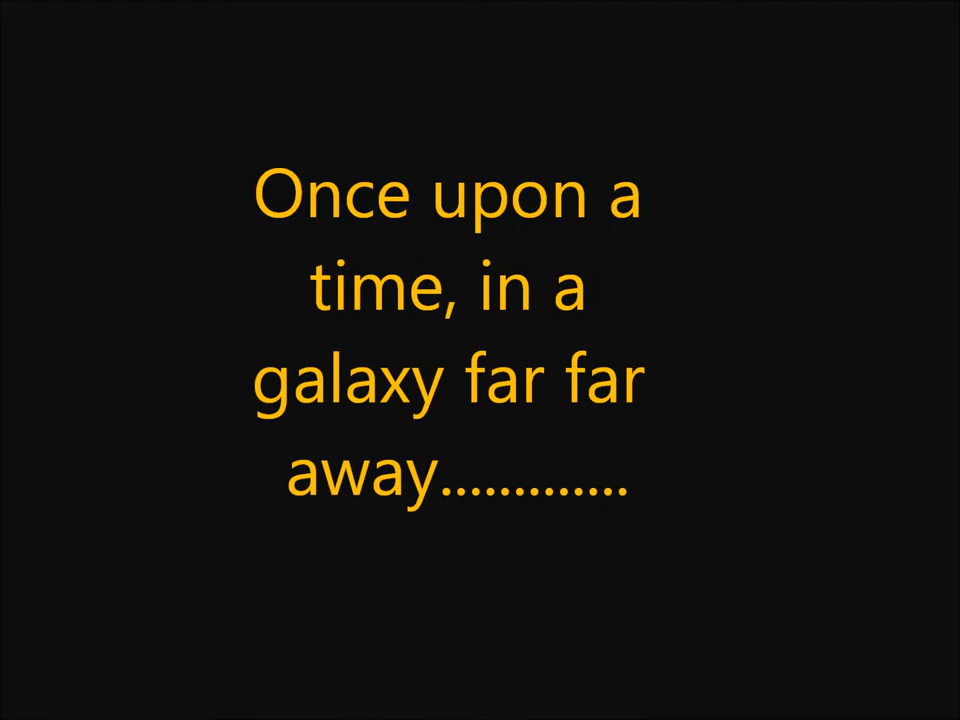 Once upon a
time, in a
galaxy far far
away.............